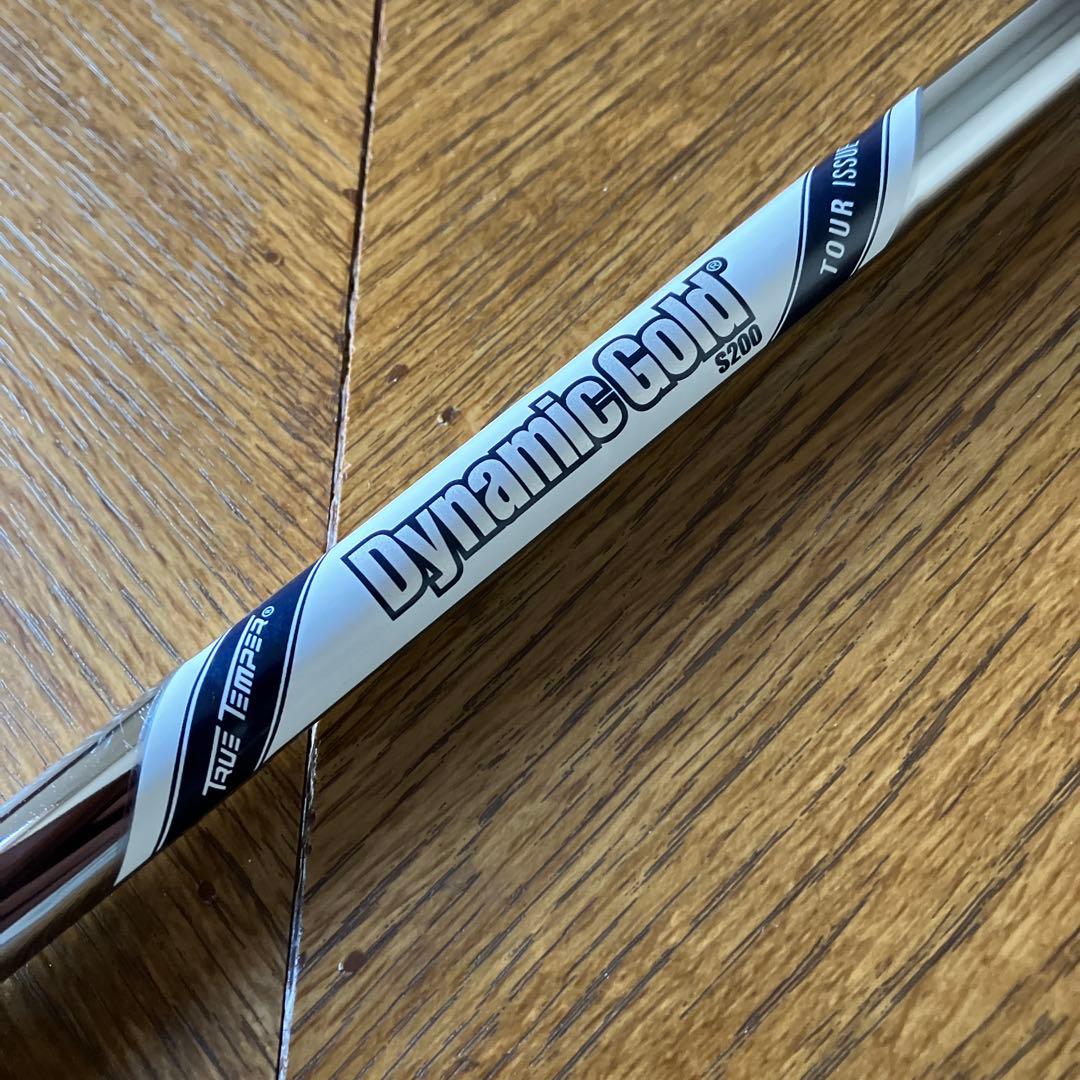 TRUE TEMPER®
Dynamic Gold®
S200
TOUR ISSUE